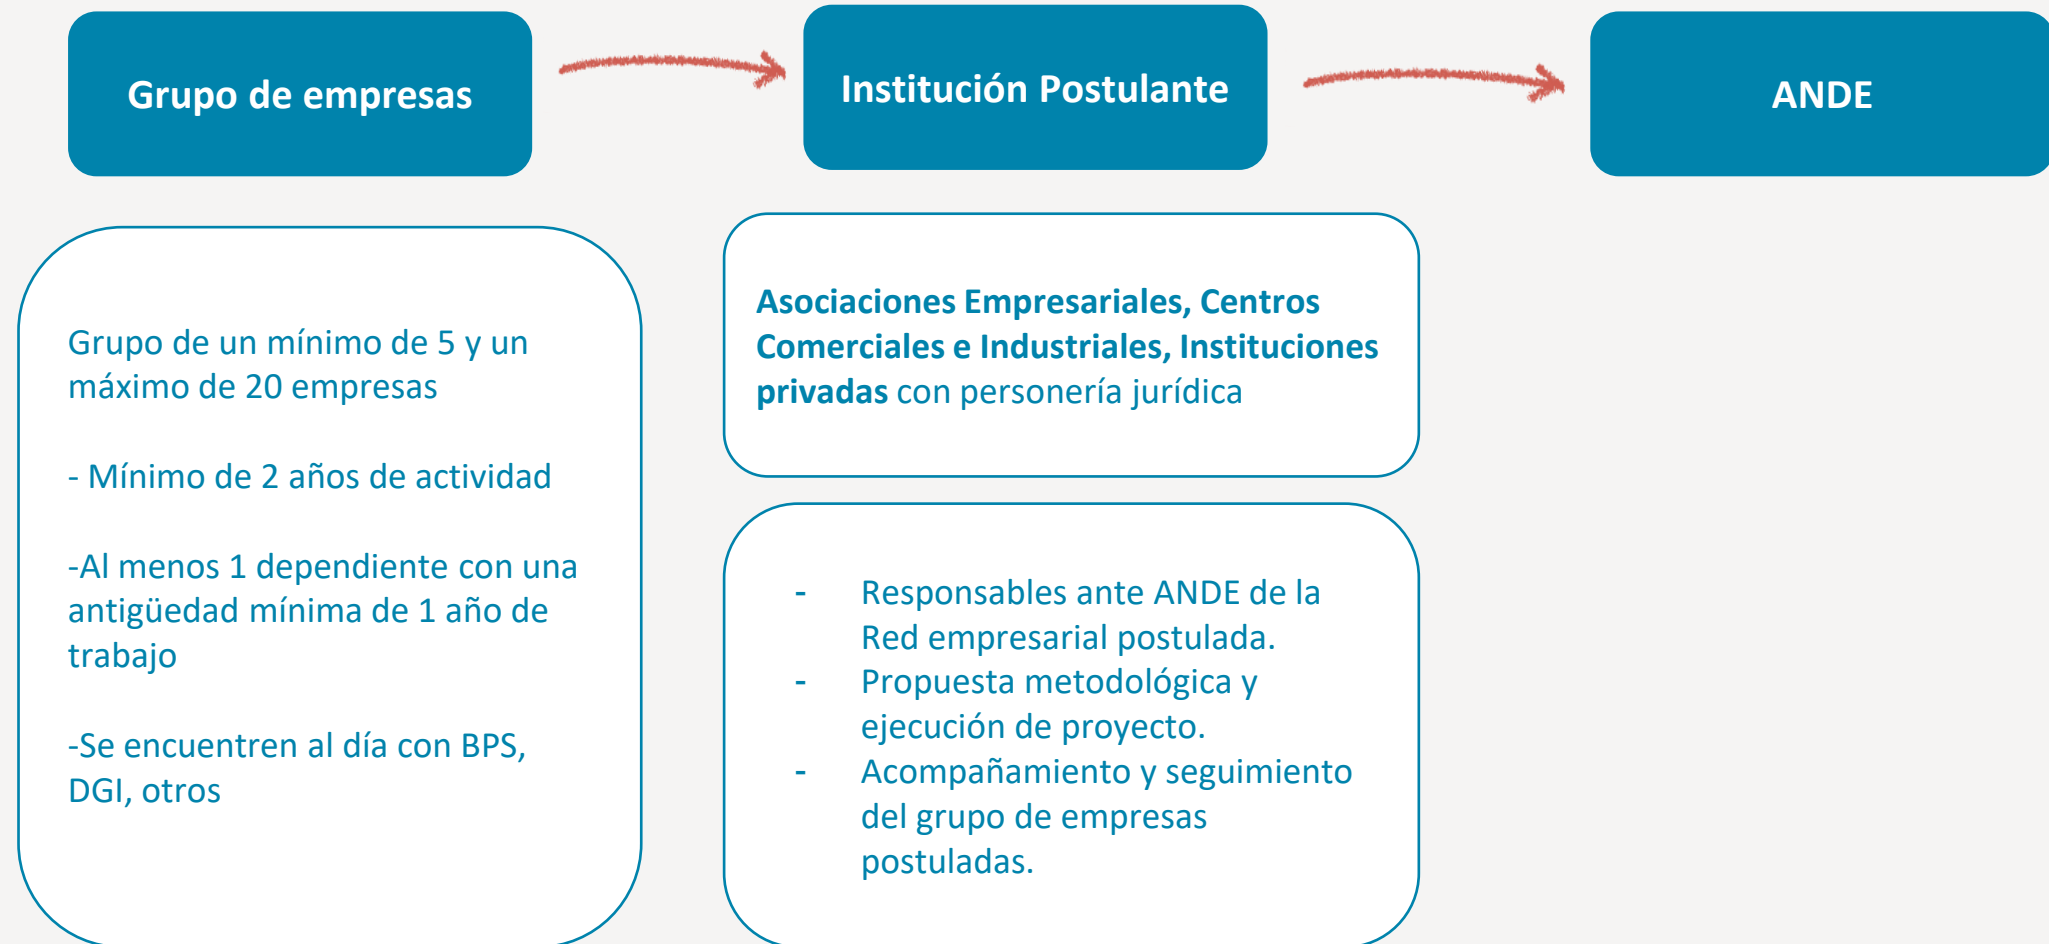 Grupo de empresas
Institución Postulante
ANDE
Grupo de un mínimo de 5 y un
máximo de 20 empresas
- Mínimo de 2 años de actividad
-Al menos 1 dependiente con una
antigüedad mínima de 1 año de
trabajo
-Se encuentren al día con BPS,
DGI, otros
Asociaciones Empresariales, Centros
Comerciales e Industriales, Instituciones
privadas con personería jurídica
- Responsables ante ANDE de la
Red empresarial postulada.
- Propuesta metodológica y
ejecución de proyecto.
- Acompañamiento y seguimiento
del grupo de empresas
postuladas.